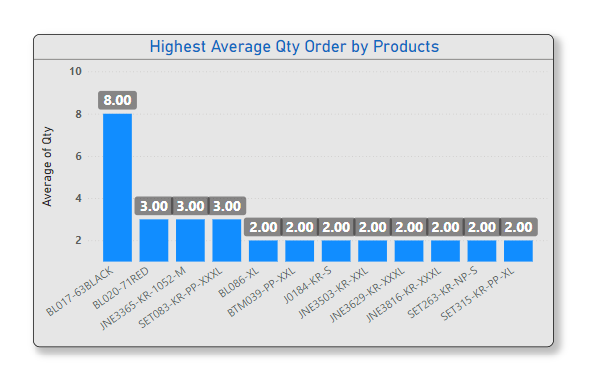 Highest Average Qty Order by Products
10
8
6
4
2
Average of Qty
8.00
3.00 3.00 3.00
2.00 2.00 2.00 2.00 2.00 2.00 2.00 2.00
BL017-63BLACK
BL020-71RED
JNE3365-KR-1052-M
SET083-KR-PP-XXXL
BL086-XL
BTM039-PP-XXL
J0184-KR-S
JNE3503-KR-XXL
JNE3629-KR-XXXL
JNE3816-KR-XXXL
SET263-KR-NP-S
SET315-KR-PP-XL